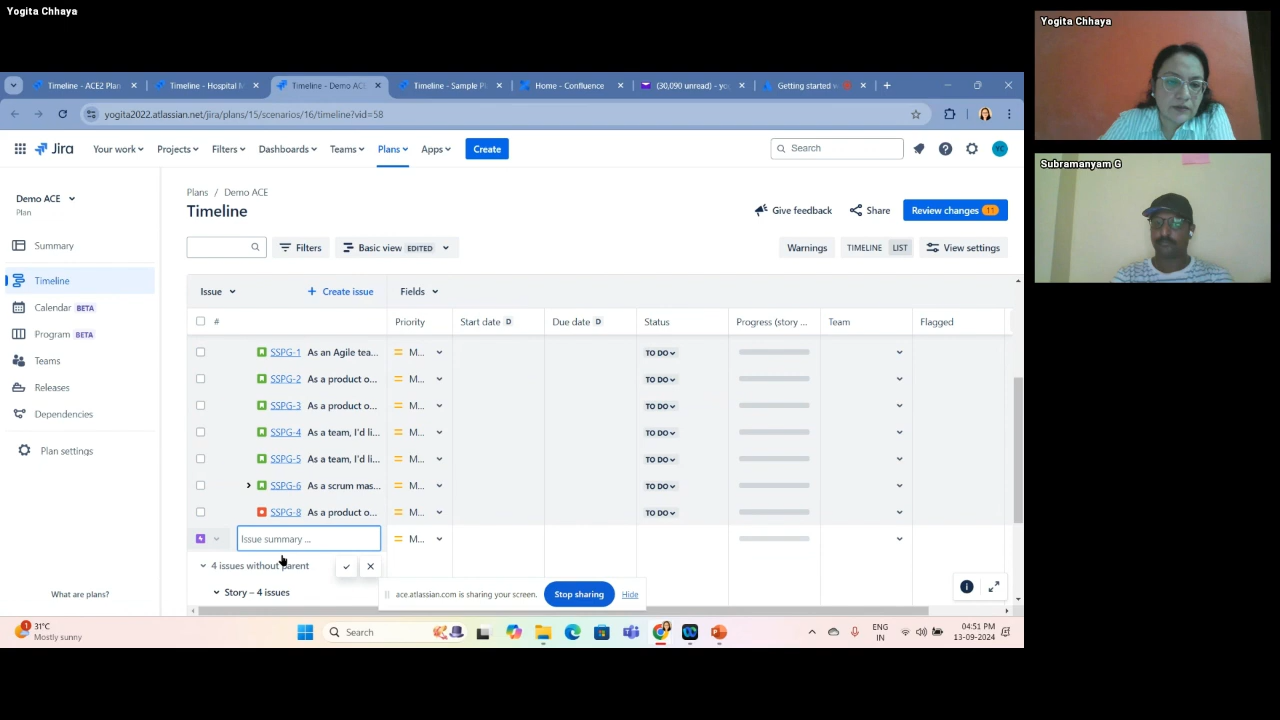 Yogita Chhaya
Yogita Chhaya
Subramanyam G
Timeline - ACE2 Plan
Timeline - Hospital M
Timeline - Demo ACE
Timeline - Sample Pl
Home - Confluence
(30,090 unread) - yo
Getting started w
yogita2022.atlassian.net/jira/plans/15/scenarios/16/timeline?vid=58
Jira
Your work
Projects
Filters
Dashboards
Teams
Plans
Apps
Create
Search
YC
Demo ACE
Plan
Summary
Timeline
Calendar BETA
Program BETA
Teams
Releases
Dependencies
Plan settings
What are plans?
Plans / Demo ACE
Timeline
Give feedback
Share
Review changes 11
Filters
Basic view EDITED
Warnings
TIMELINE LIST
View settings
Issue
+ Create issue
Fields
# Priority Start date D Due date D Status Progress (story ... Team Flagged
SSPG-1 As an Agile tea... M... TO DO
SSPG-2 As a product o... M... TO DO
SSPG-3 As a product o... M... TO DO
SSPG-4 As a team, I'd li... M... TO DO
SSPG-5 As a team, I'd li... M... TO DO
SSPG-6 As a scrum mas... M... TO DO
SSPG-8 As a product o... M... TO DO
Issue summary ... M...
4 issues without parent
Story – 4 issues
ace.atlassian.com is sharing your screen.
Stop sharing
Hide
1
31°C
Mostly sunny
Search
ENG
IN
04:51 PM
13-09-2024